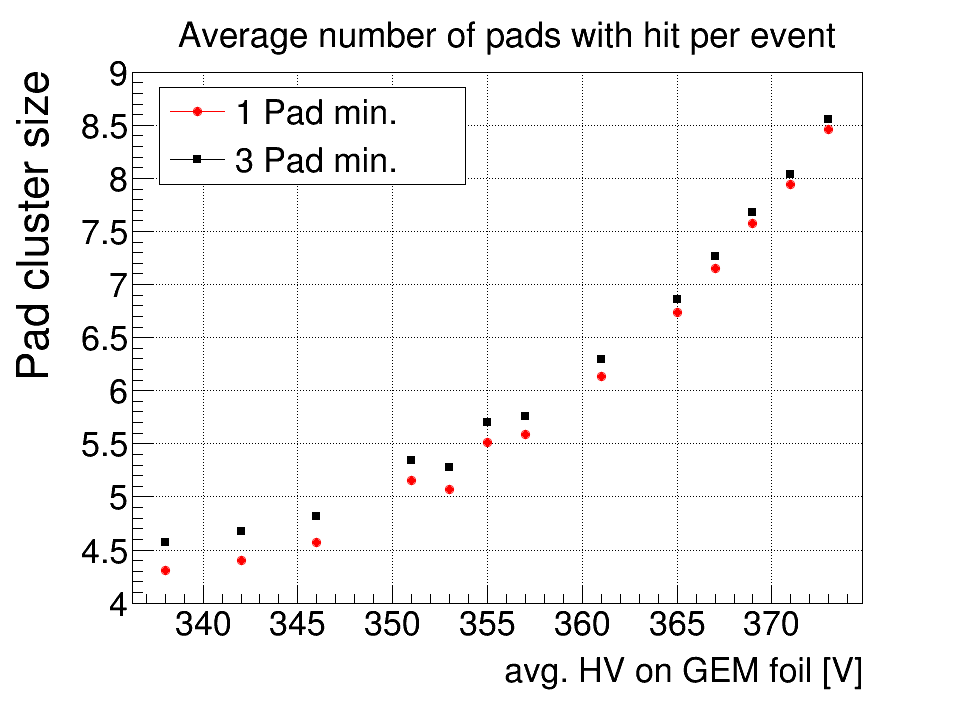 Average number of pads with hit per event
Pad cluster size
9
8.5
8
7.5
7
6.5
6
5.5
5
4.5
4
1 Pad min.
3 Pad min.
340 345 350 355 360 365 370
avg. HV on GEM foil [V]